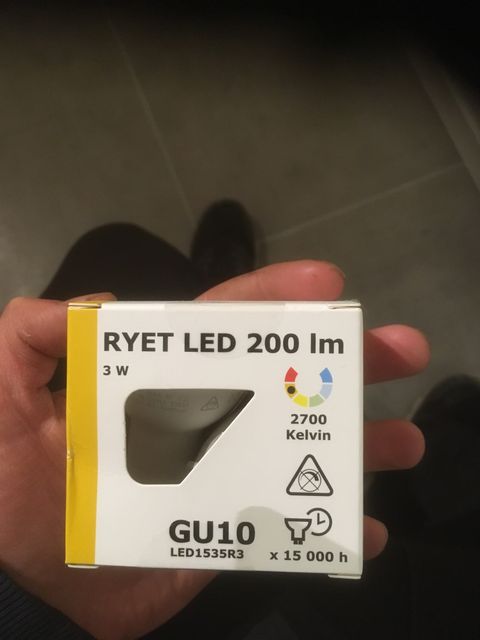 RYET LED 200 lm
3 W
2700
Kelvin
GU10
LED1535R3
x 15 000 h